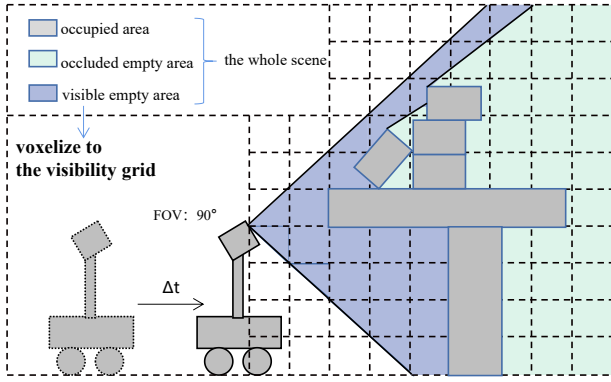 occupied area
occluded empty area
the whole scene
visible empty area
voxelize to
the visibility grid
FOV: 90°
Δt